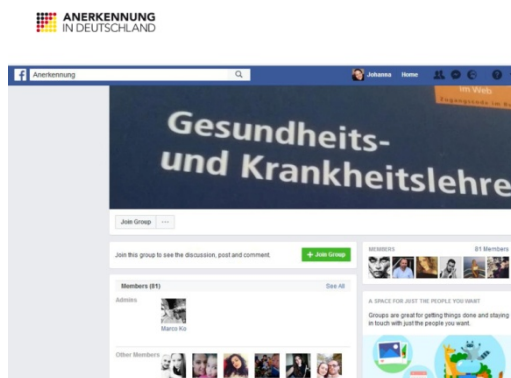 ANERKENNUNG
IN DEUTSCHLAND
Anerkennung
Johanna Home
im Web
Gesundheits-
und Krankheitslehre
Join Group ...
Join this group to see the discussion, post and comment.
+ Join Group
MEMBERS 81 Members
Members (81) See All
Admins
Marco Ko
Other Members
A SPACE FOR JUST THE PEOPLE YOU WANT
Groups are great for getting things done and staying
in touch with just the people you want.